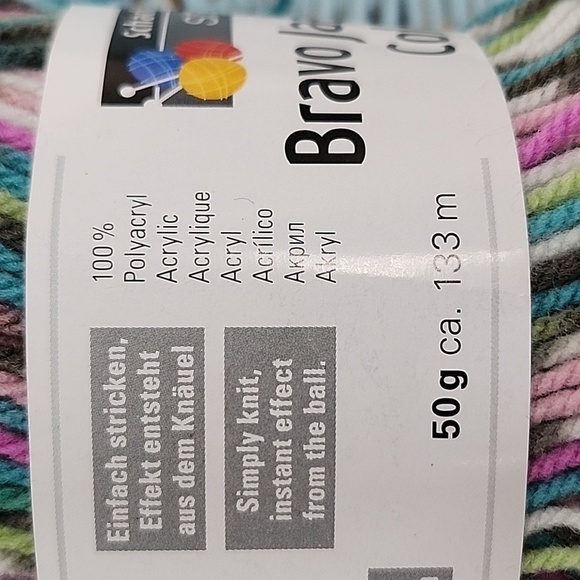 Bravo
100%
Polyacryl
Acrylic
Acrylique
Acryl
Acrílico
Акрил
Akryl
50g ca. 133 m
Einfach stricken,
Effekt entsteht
aus dem Knäuel
Simply knit,
instant effect
from the ball.